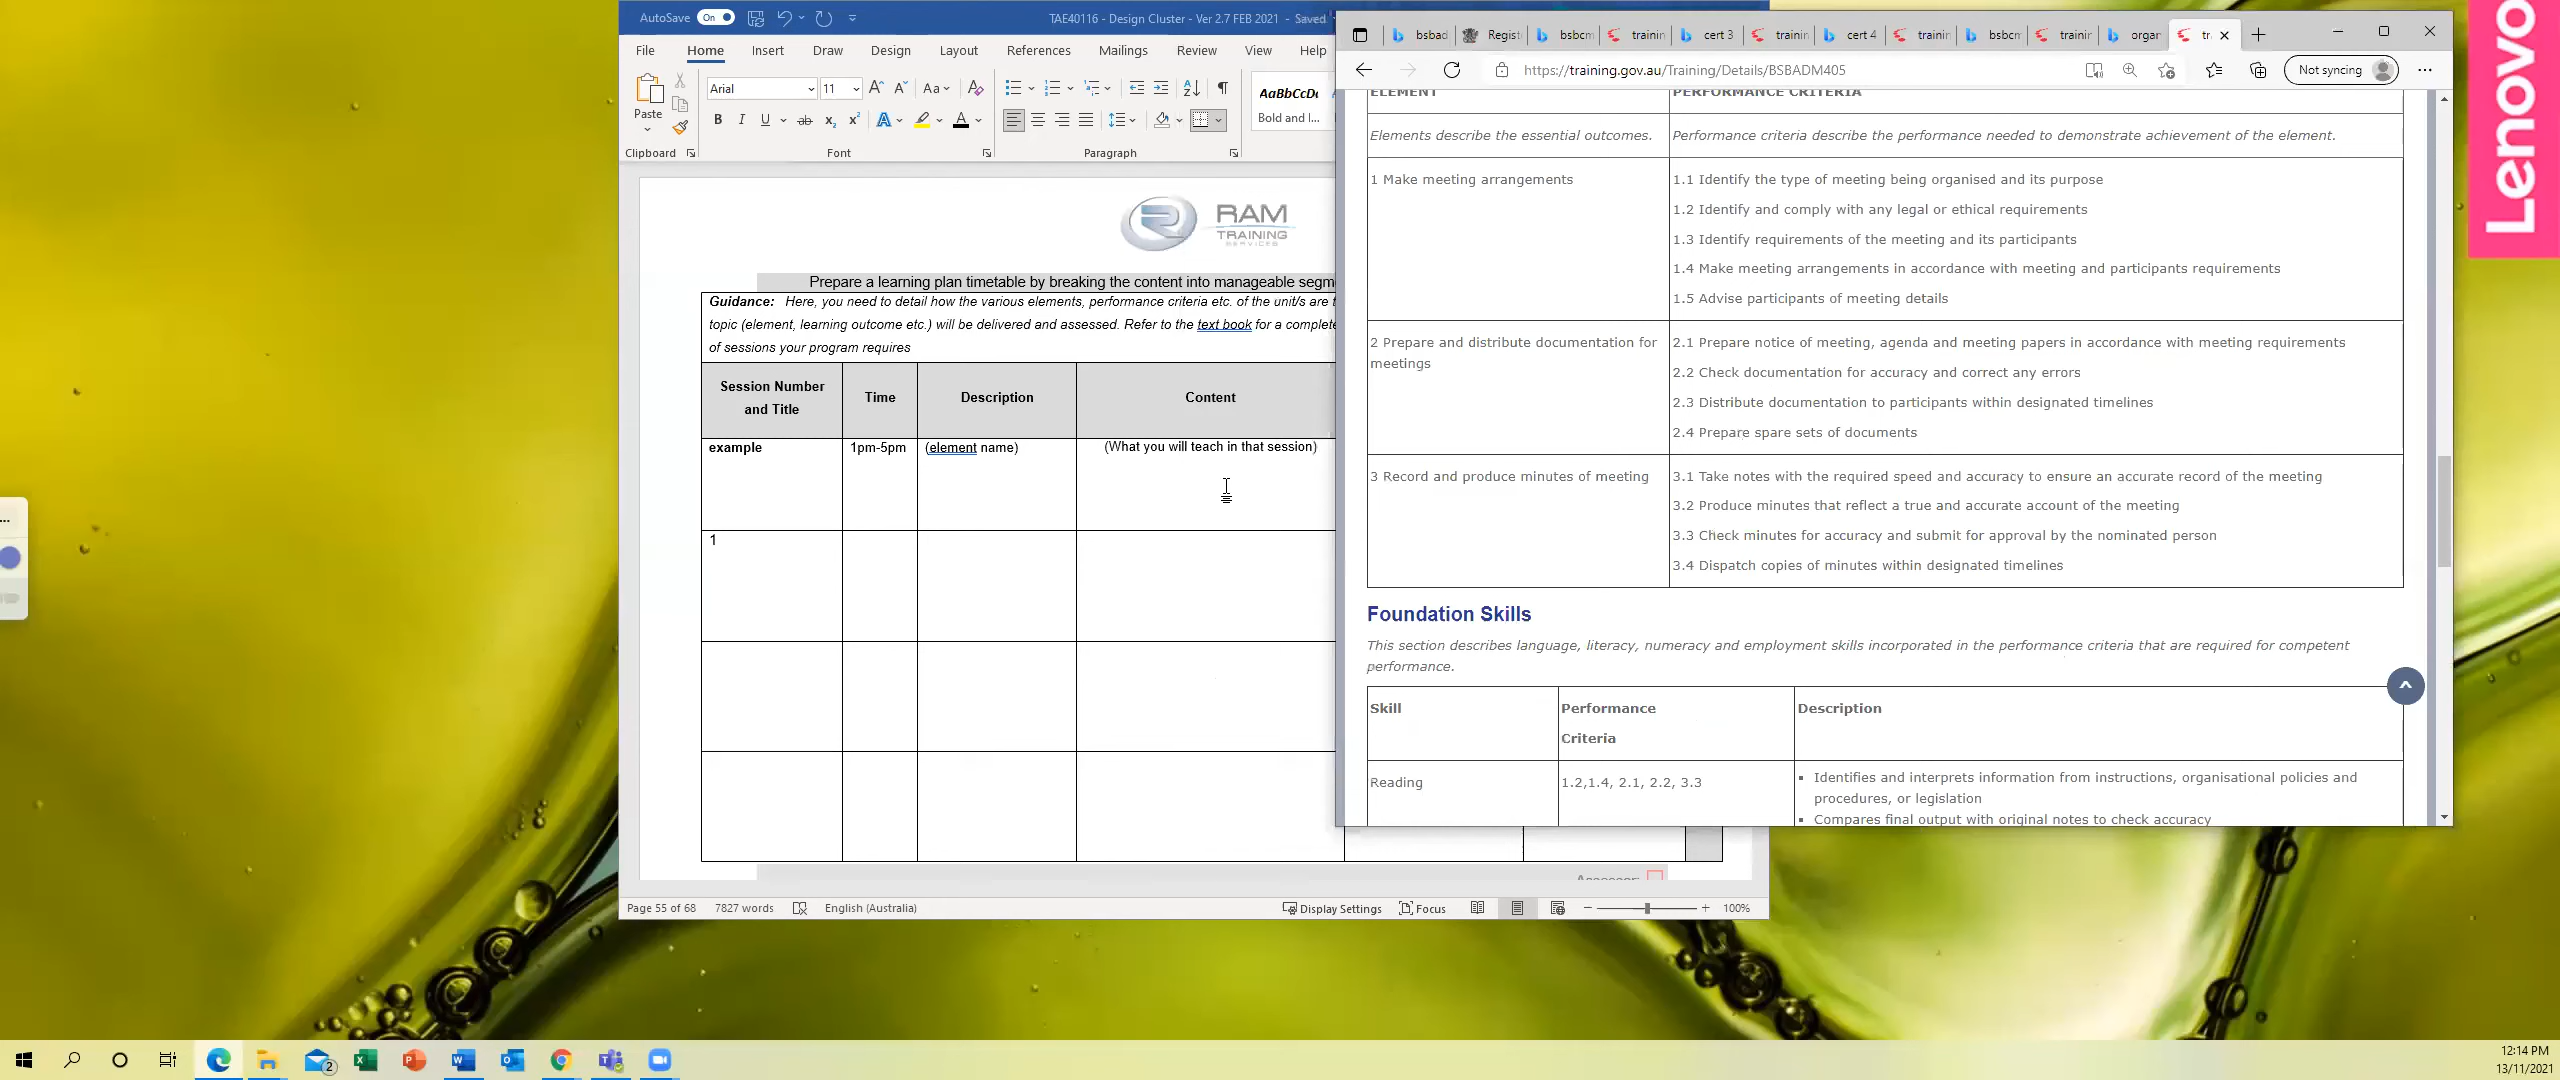 AutoSave On
TAE40116 - Design Cluster - Ver 2.7 FEB 2021 - Saved
File Home Insert Draw Design Layout References Mailings Review View Help
Paste
Arial 11
Aa
B I U ab x₂ x² A A
AaBbCcDc
Bold and I...
Clipboard Font Paragraph
RAM
TRAINING
SERVICES
Prepare a learning plan timetable by breaking the content into manageable segm
Guidance: Here, you need to detail how the various elements, performance criteria etc. of the unit/s are t
topic (element, learning outcome etc.) will be delivered and assessed. Refer to the text book for a complete
of sessions your program requires
Session Number and Title Time Description Content
example 1pm-5pm (element name) (What you will teach in that session)
1
Page 55 of 68 7827 words English (Australia) Display Settings Focus 100%
bsbad Regist bsbcm trainin cert 3 trainin cert 4 trainin bsbcm trainin organ tr
https://training.gov.au/Training/Details/BSBADM405
Not syncing
ELEMENT PERFORMANCE CRITERIA
Elements describe the essential outcomes. Performance criteria describe the performance needed to demonstrate achievement of the element.
1 Make meeting arrangements
1.1 Identify the type of meeting being organised and its purpose
1.2 Identify and comply with any legal or ethical requirements
1.3 Identify requirements of the meeting and its participants
1.4 Make meeting arrangements in accordance with meeting and participants requirements
1.5 Advise participants of meeting details
2 Prepare and distribute documentation for
meetings
2.1 Prepare notice of meeting, agenda and meeting papers in accordance with meeting requirements
2.2 Check documentation for accuracy and correct any errors
2.3 Distribute documentation to participants within designated timelines
2.4 Prepare spare sets of documents
3 Record and produce minutes of meeting
3.1 Take notes with the required speed and accuracy to ensure an accurate record of the meeting
3.2 Produce minutes that reflect a true and accurate account of the meeting
3.3 Check minutes for accuracy and submit for approval by the nominated person
3.4 Dispatch copies of minutes within designated timelines
Foundation Skills
This section describes language, literacy, numeracy and employment skills incorporated in the performance criteria that are required for competent
performance.
Skill
Performance
Criteria
Description
Reading
1.2,1.4, 2.1, 2.2, 3.3
Identifies and interprets information from instructions, organisational policies and
procedures, or legislation
Compares final output with original notes to check accuracy
Lenovo
2
12:14 PM
13/11/2021